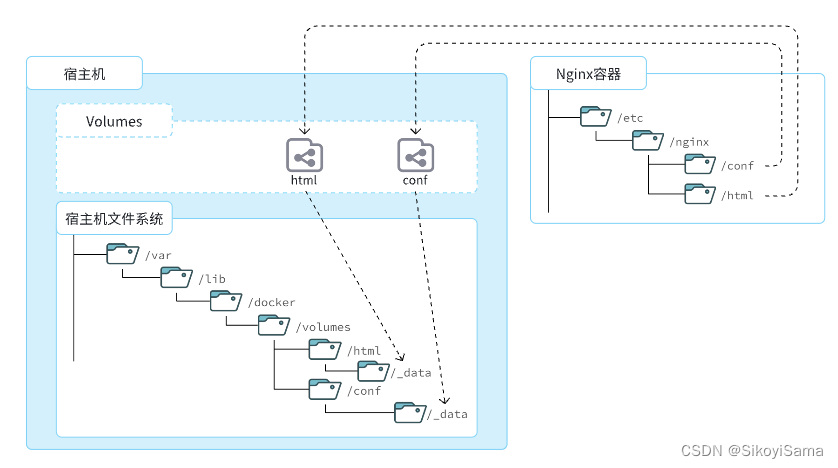 宿主机
Nginx容器
Volumes
html
conf
/etc
/nginx
/conf
/html
宿主机文件系统
/var
/lib
/docker
/volumes
/html
/_data
/conf
/_data
CSDN @SikoyiSama